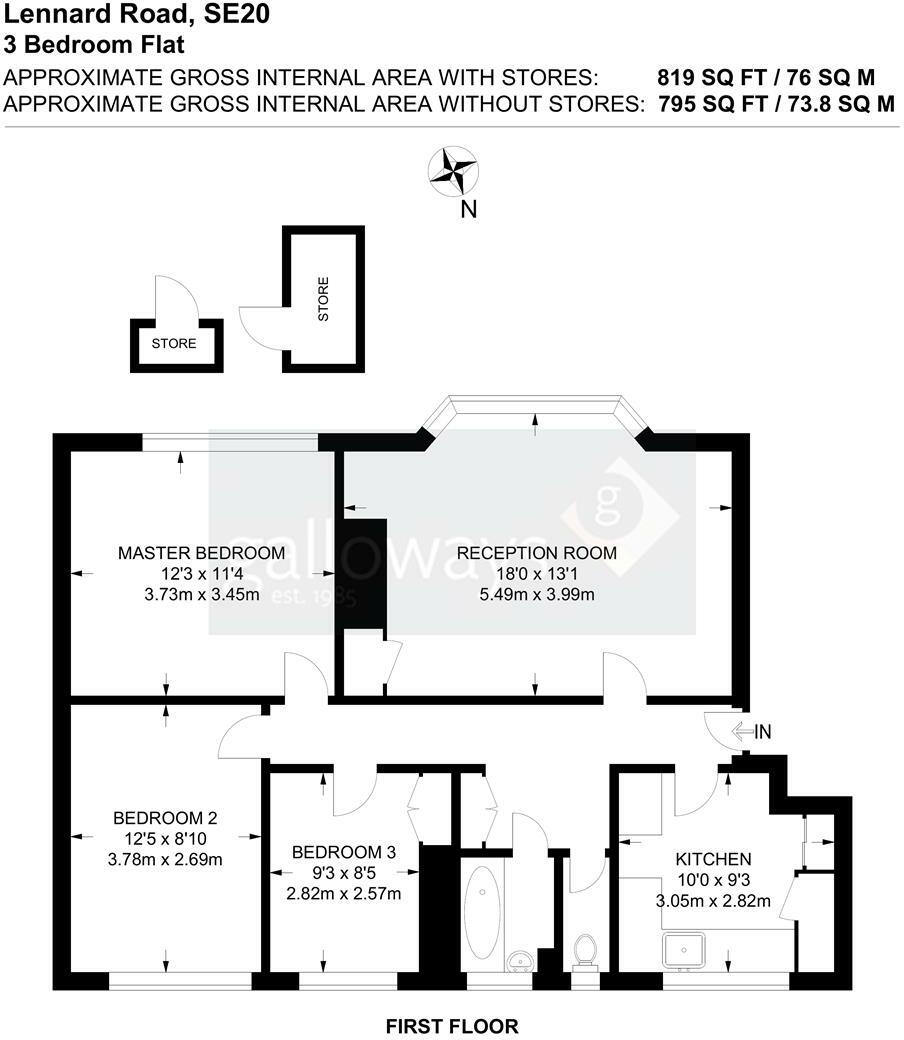 Lennard Road, SE20
3 Bedroom Flat
APPROXIMATE GROSS INTERNAL AREA WITH STORES: 819 SQ FT / 76 SQ M
APPROXIMATE GROSS INTERNAL AREA WITHOUT STORES: 795 SQ FT / 73.8 SQ M
N
STORE
STORE
g
galloways
est. 1985
MASTER BEDROOM
12'3 x 11'4
3.73m x 3.45m
RECEPTION ROOM
18'0 x 13'1
5.49m x 3.99m
IN
BEDROOM 2
12'5 x 8'10
3.78m x 2.69m
BEDROOM 3
9'3 x 8'5
2.82m x 2.57m
KITCHEN
10'0 x 9'3
3.05m x 2.82m
FIRST FLOOR